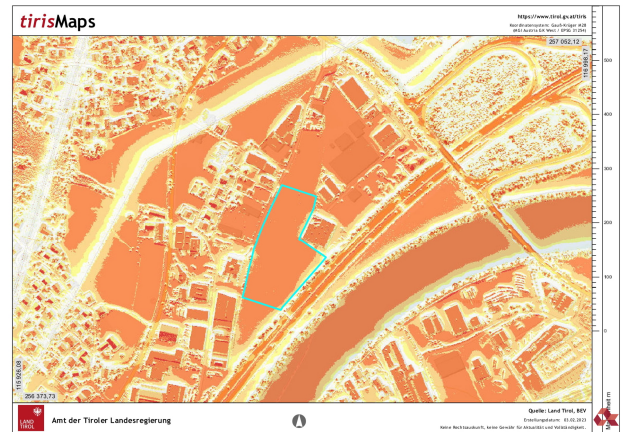 tirisMaps
https://www.tirol.gv.at/tiris
Koordinatensystem: Gauß-Krüger M28
(MGI Austria GK West / EPSG 31254)
257 052,12
116 998,17
500
400
300
200
100
0
115 926,08
256 373,73
LAND
TIROL
Amt der Tiroler Landesregierung
Quelle: Land Tirol, BEV
Erstellungsdatum: 03.02.2023
Keine Rechtsauskunft, keine Gewähr für Aktualität und Vollständigkeit.